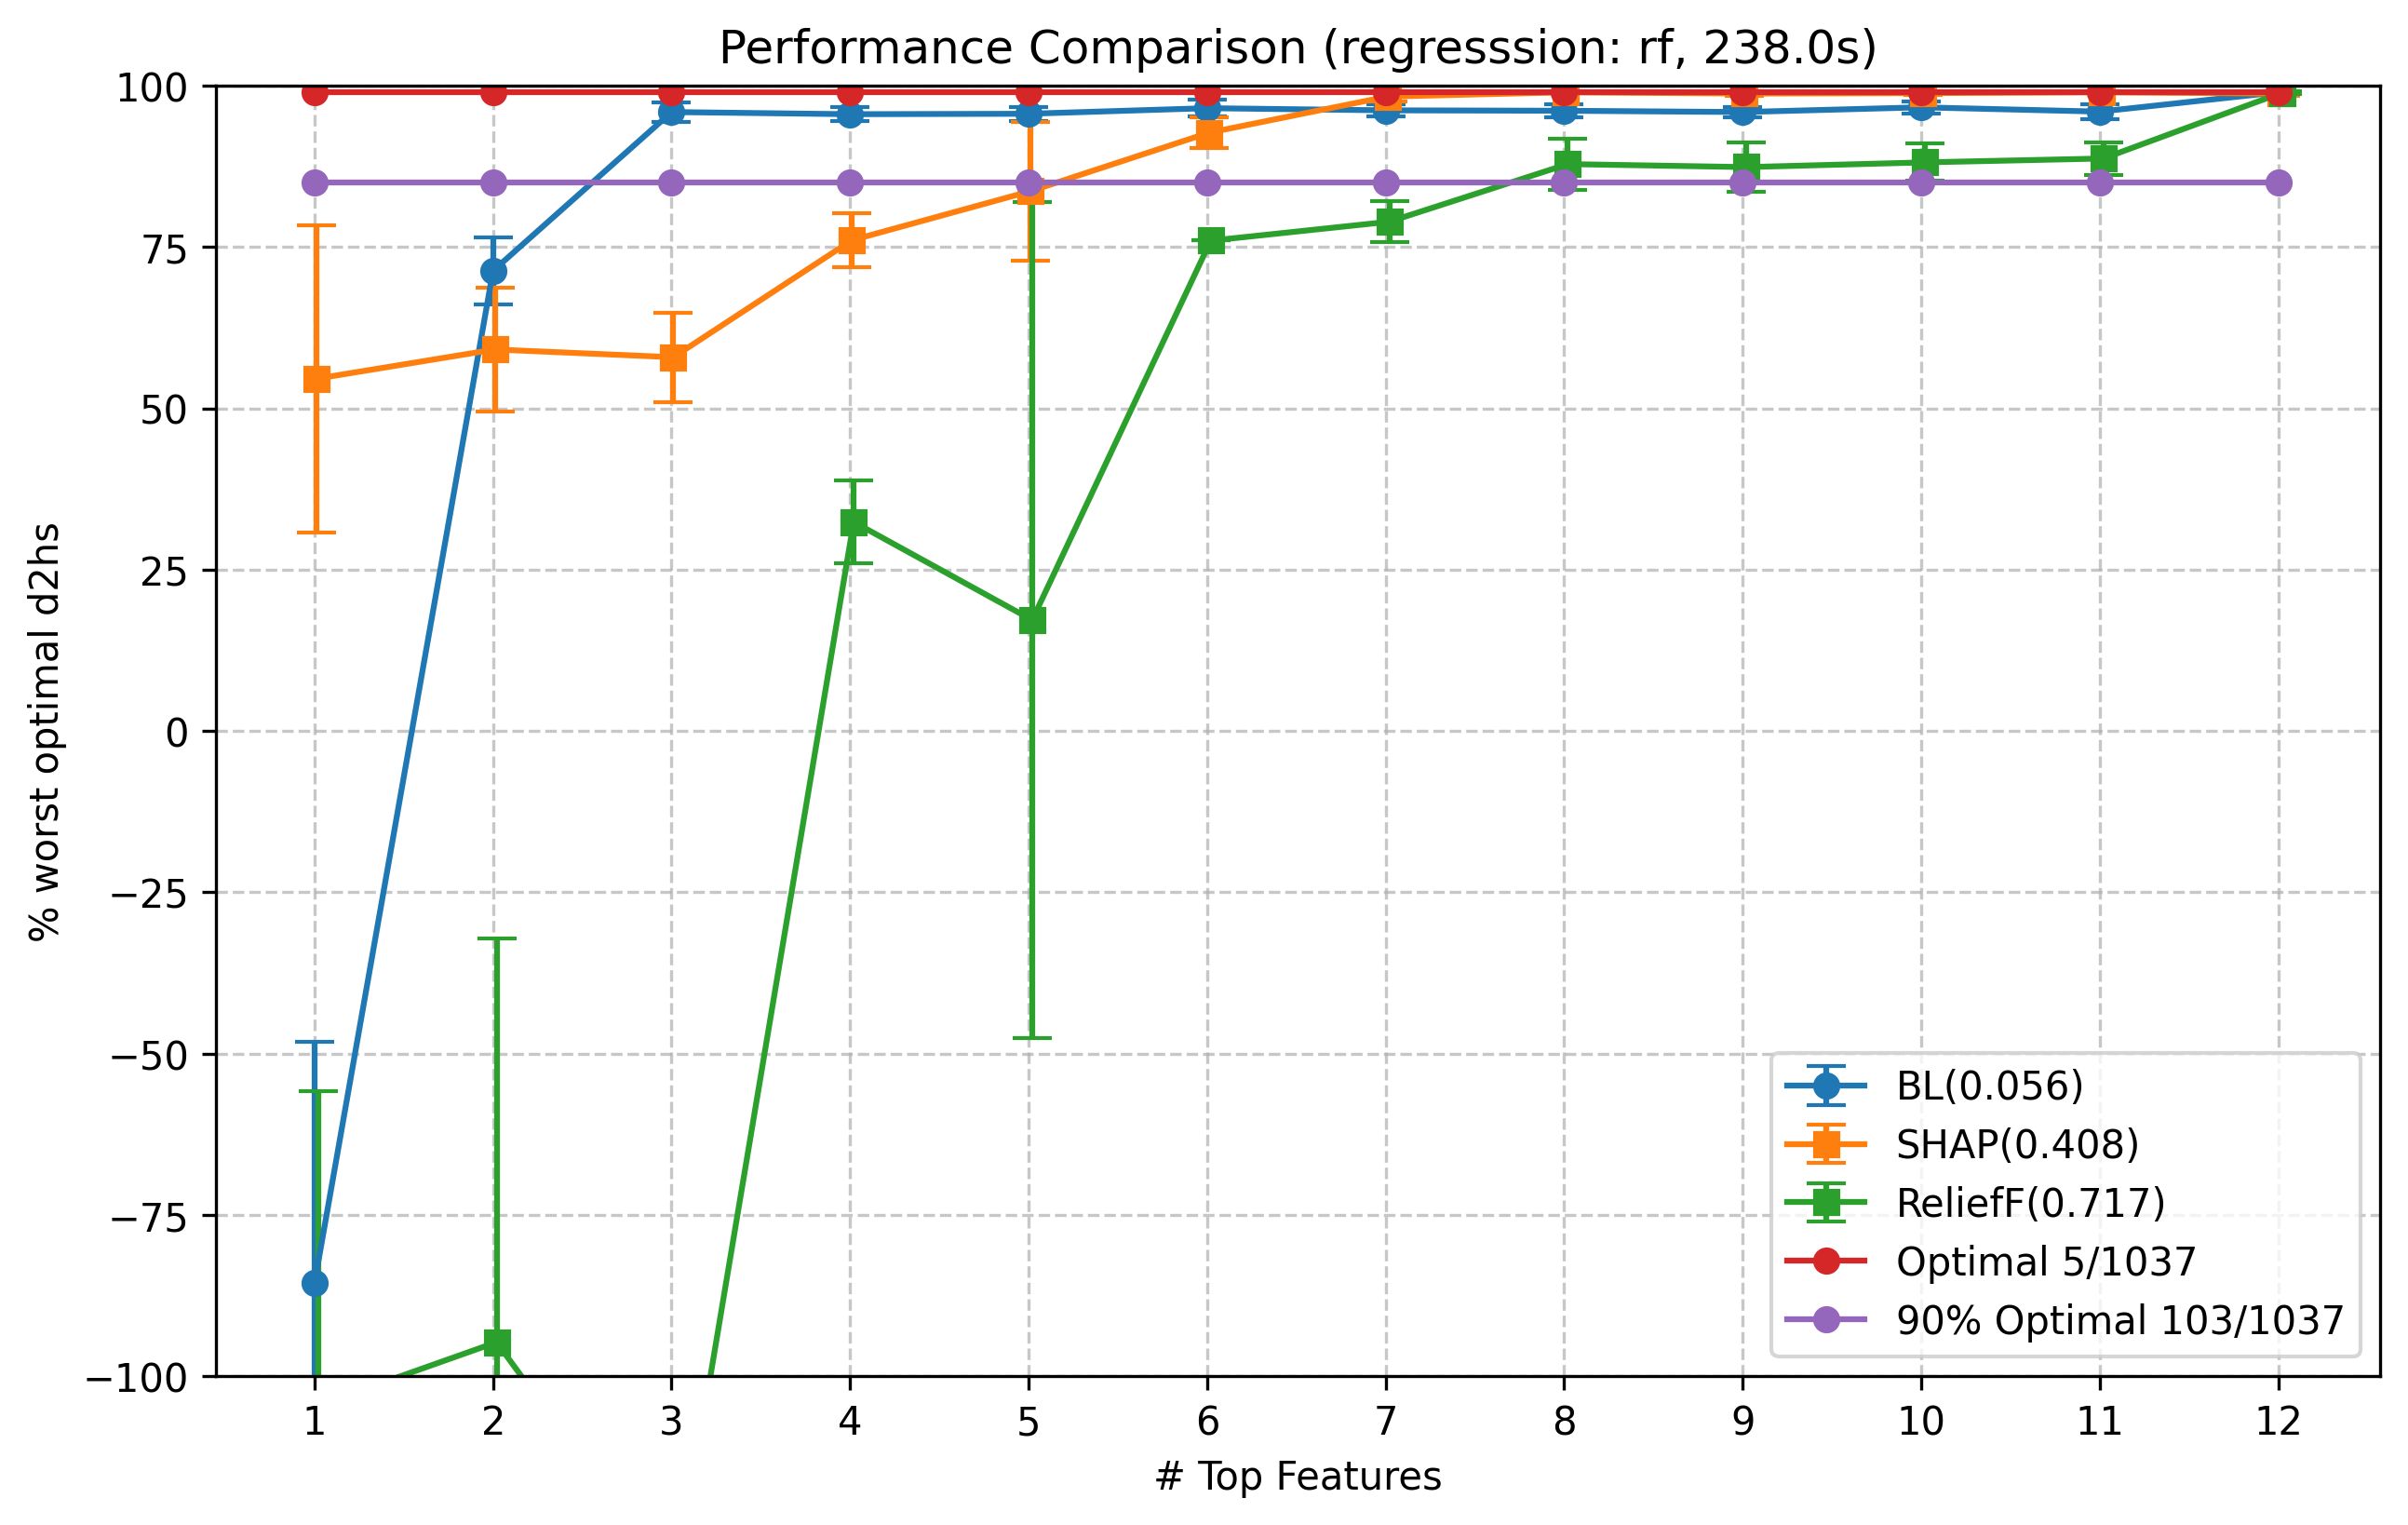 Performance Comparison (regresssion: rf, 238.0s)
% worst optimal d2hs
100
75
50
25
0
−25
−50
−75
−100
1 2 3 4 5 6 7 8 9 10 11 12
# Top Features
BL(0.056)
SHAP(0.408)
ReliefF(0.717)
Optimal 5/1037
90% Optimal 103/1037